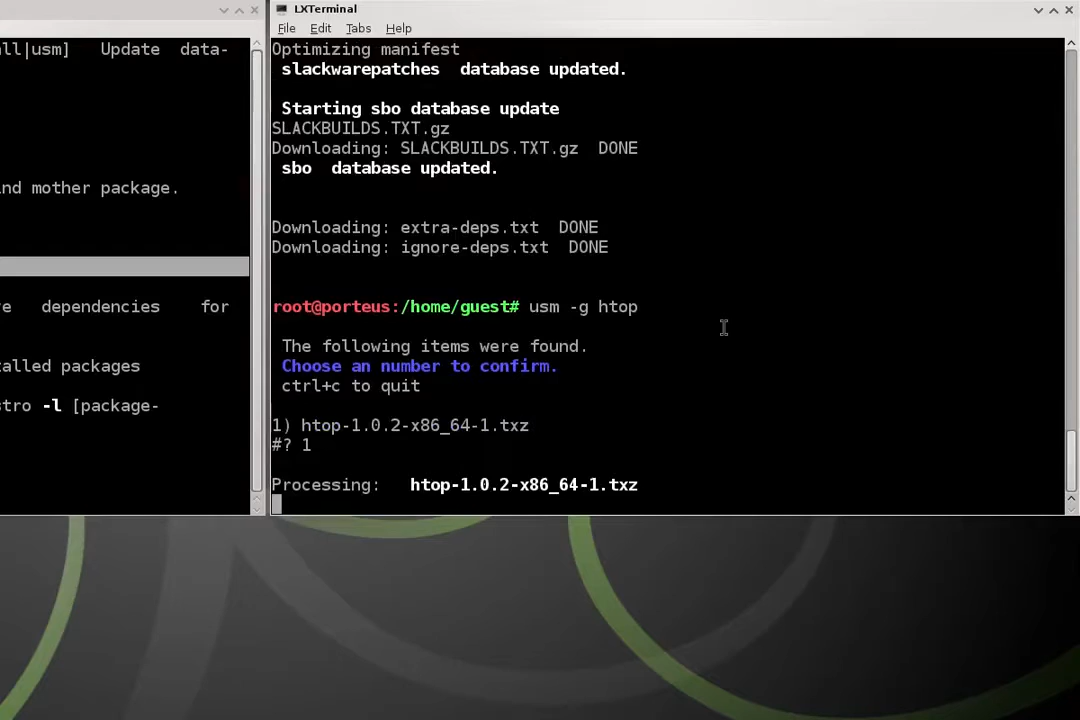 all|usm] Update data-
nd mother package.
e dependencies for
alled packages
stro -l [package-
LXTerminal
File Edit Tabs Help
Optimizing manifest
slackwarepatches database updated.
Starting sbo database update
SLACKBUILDS.TXT.gz
Downloading: SLACKBUILDS.TXT.gz DONE
sbo database updated.
Downloading: extra-deps.txt DONE
Downloading: ignore-deps.txt DONE
root@porteus:/home/guest# usm -g htop
The following items were found.
Choose an number to confirm.
ctrl+c to quit
1) htop-1.0.2-x86_64-1.txz
#? 1
Processing: htop-1.0.2-x86_64-1.txz